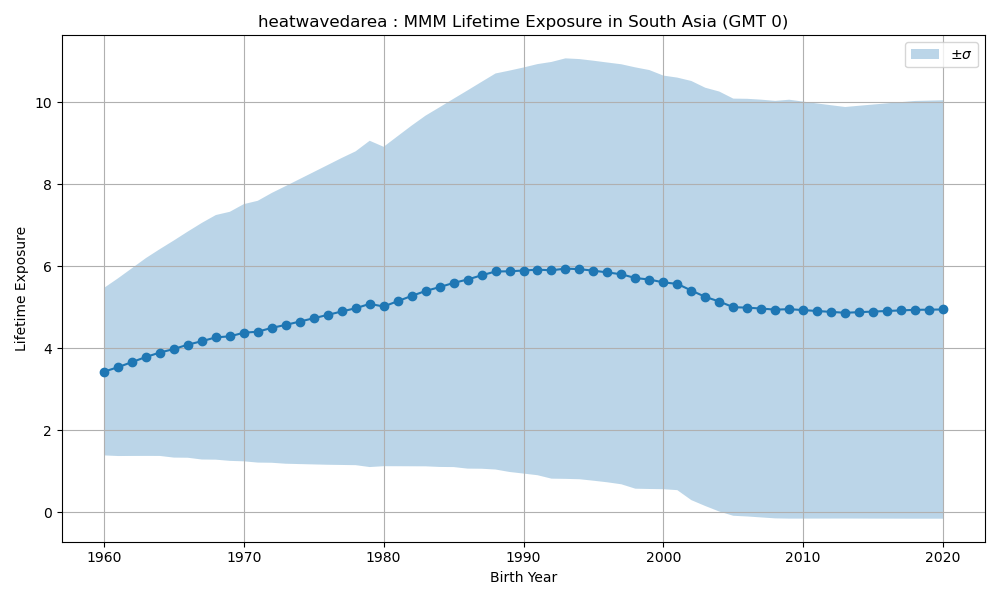 heatwavedarea : MMM Lifetime Exposure in South Asia (GMT 0)
±σ
Lifetime Exposure
10
8
6
4
2
0
1960 1970 1980 1990 2000 2010 2020
Birth Year